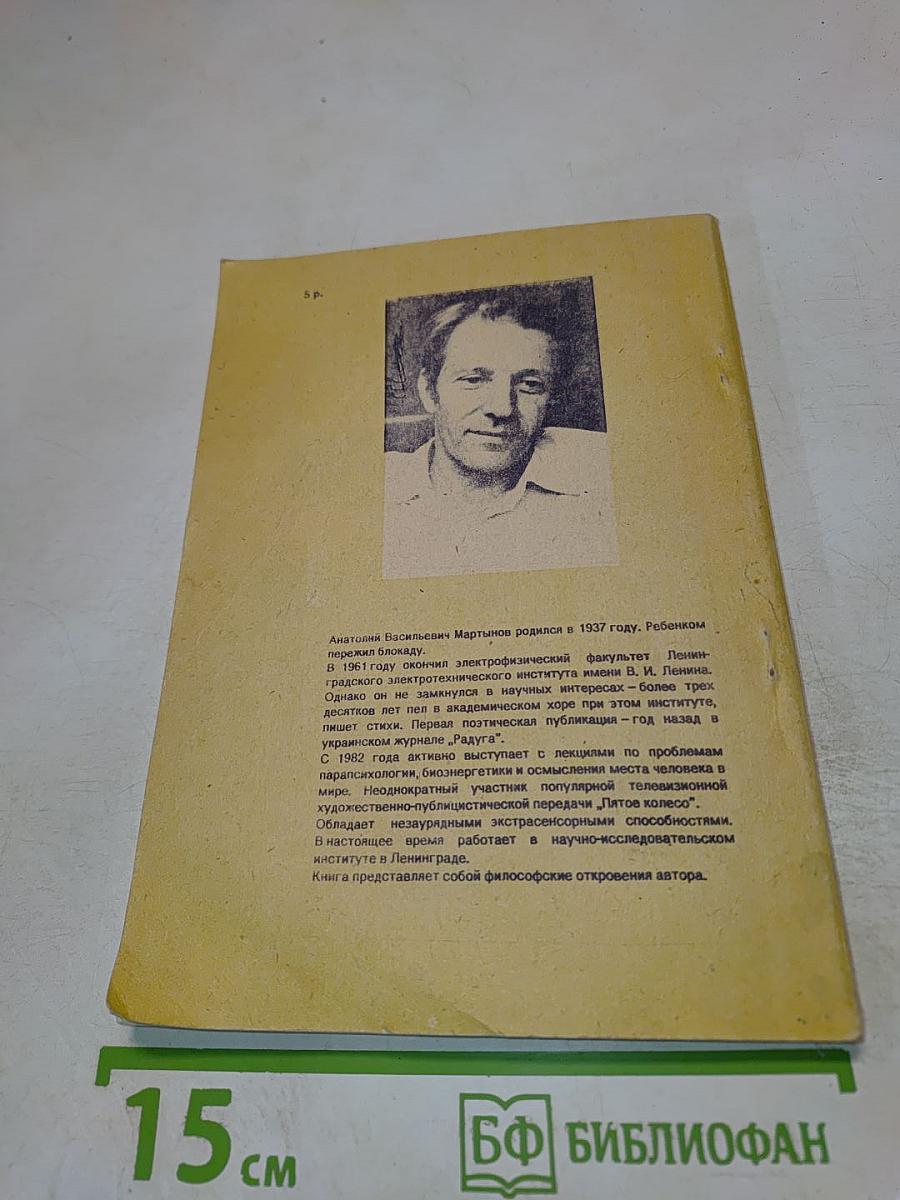 5 р.
Анатолий Васильевич Мартынов родился в 1937 году. Ребенком
пережил блокаду.
В 1961 году окончил электрофизический факультет Ленин-
градского электротехнического института имени В. И. Ленина.
Однако он не замкнулся в научных интересах – более трех
десятков лет пел в академическом хоре при этом институте,
пишет стихи. Первая поэтическая публикация – год назад в
украинском журнале „Радуга".
С 1982 года активно выступает с лекциями по проблемам
парапсихологии, биоэнергетики и осмысления места человека в
мире. Неоднократный участник популярной телевизионной
художественно-публицистической передачи „Пятое колесо".
Обладает незаурядными экстрасенсорными способностями.
В настоящее время работает в научно-исследовательском
институте в Ленинграде.
Книга представляет собой философские откровения автора.
15 см
БФ БИБЛИОФАН